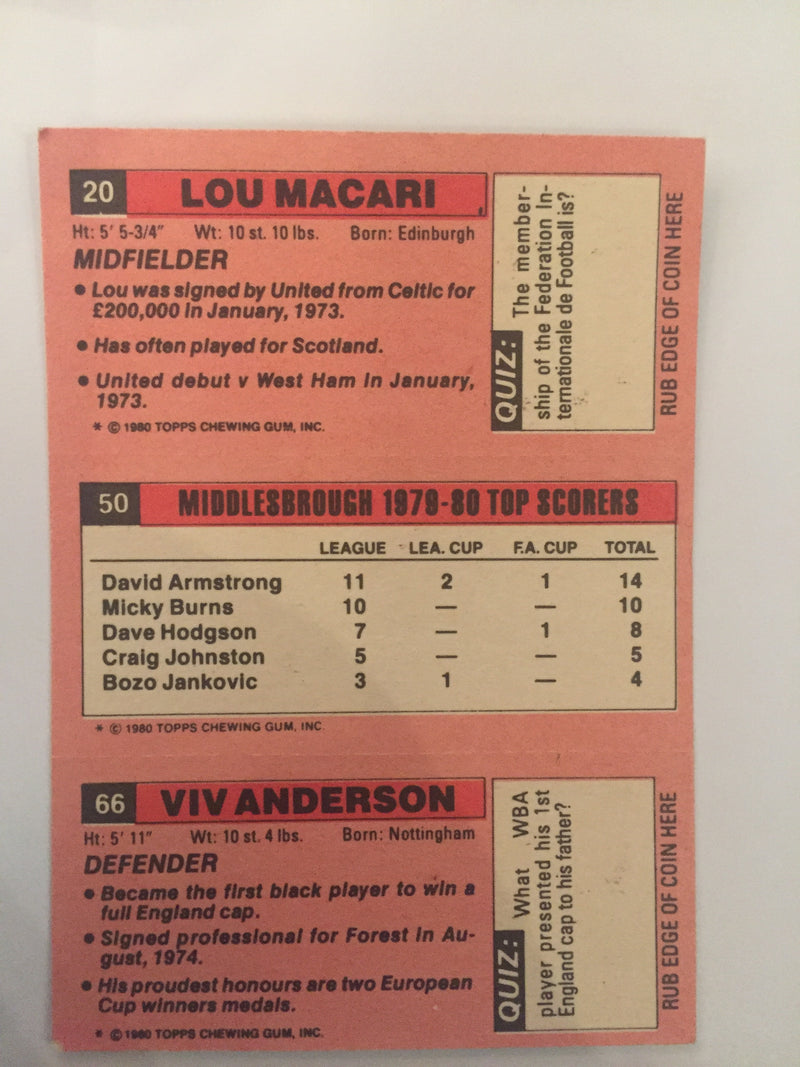 20 LOU MACARI
Ht: 5' 5-3/4" Wt: 10 st. 10 lbs. Born: Edinburgh
MIDFIELDER
• Lou was signed by United from Celtic for
£200,000 in January, 1973.
• Has often played for Scotland.
• United debut v West Ham in January,
1973.
* © 1980 TOPPS CHEWING GUM, INC.
QUIZ: The member-
ship of the Federation In-
ternationale de Football is?
RUB EDGE OF COIN HERE
50 MIDDLESBROUGH 1979-80 TOP SCORERS
LEAGUE LEA. CUP F.A. CUP TOTAL
David Armstrong 11 2 1 14
Micky Burns 10 — — 10
Dave Hodgson 7 — 1 8
Craig Johnston 5 — — 5
Bozo Jankovic 3 1 — 4
* © 1980 TOPPS CHEWING GUM, INC.
66 VIV ANDERSON
Ht: 5' 11" Wt: 10 st. 4 lbs. Born: Nottingham
DEFENDER
• Became the first black player to win a
full England cap.
• Signed professional for Forest in Au-
gust, 1974.
• His proudest honours are two European
Cup winners medals.
* © 1980 TOPPS CHEWING GUM, INC.
QUIZ: What WBA
player presented his 1st
England cap to his father?
RUB EDGE OF COIN HERE